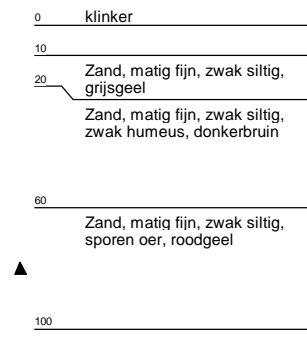 0 klinker
10
Zand, matig fijn, zwak siltig,
20 grijsgeel
Zand, matig fijn, zwak siltig,
zwak humeus, donkerbruin
60
Zand, matig fijn, zwak siltig,
sporen oer, roodgeel
100